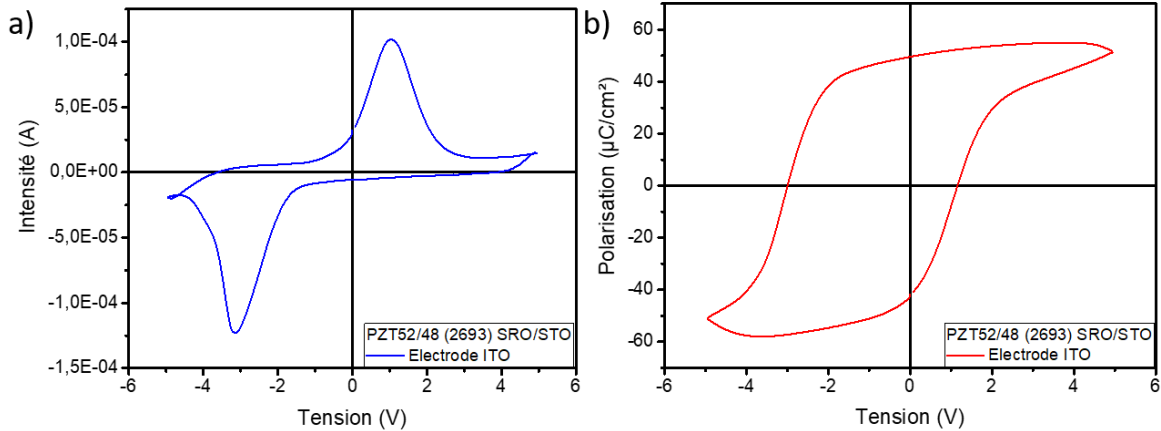 a)
Intensité (A)
1,0E-04
5,0E-05
0,0E+00
-5,0E-05
-1,0E-04
-1,5E-04
-6 -4 -2 0 2 4 6
Tension (V)
PZT52/48 (2693) SRO/STO
Electrode ITO
b)
Polarisation (µC/cm²)
60
40
20
0
-20
-40
-60
-6 -4 -2 0 2 4 6
Tension (V)
PZT52/48 (2693) SRO/STO
Electrode ITO